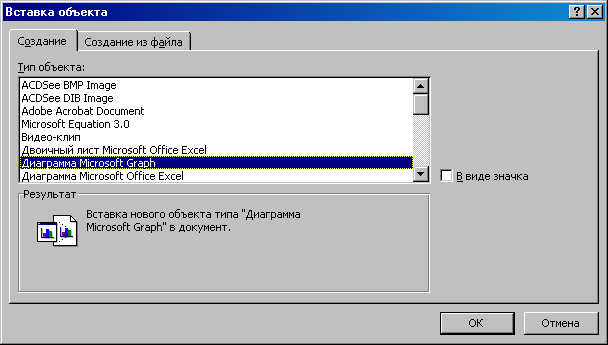 Вставка объекта
Создание
Создание из файла
Тип объекта:
ACDSee BMP Image
ACDSee DIB Image
Adobe Acrobat Document
Microsoft Equation 3.0
Видео-клип
Двоичный лист Microsoft Office Excel
Диаграмма Microsoft Graph
Диаграмма Microsoft Office Excel
В виде значка
Результат
Вставка нового объекта типа "Диаграмма
Microsoft Graph" в документ.
ОК
Отмена